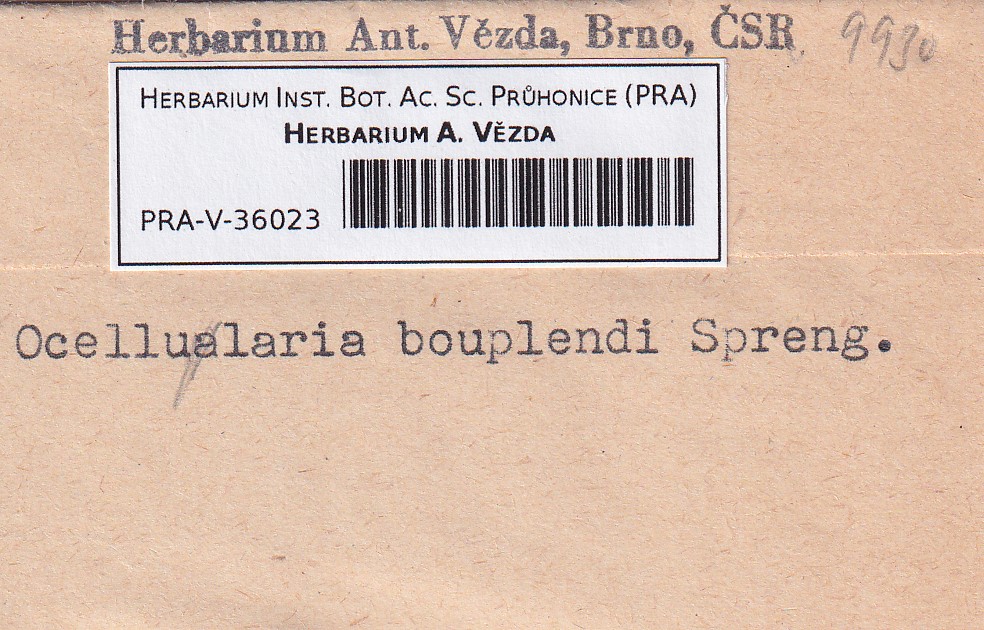 Herbarium Ant. Vězda, Brno, ČSR. 9930
HERBARIUM INST. BOT. AC. SC. PRŮHONICE (PRA)
HERBARIUM A. VĚZDA
PRA-V-36023
Ocellualaria bouplendi Spreng.